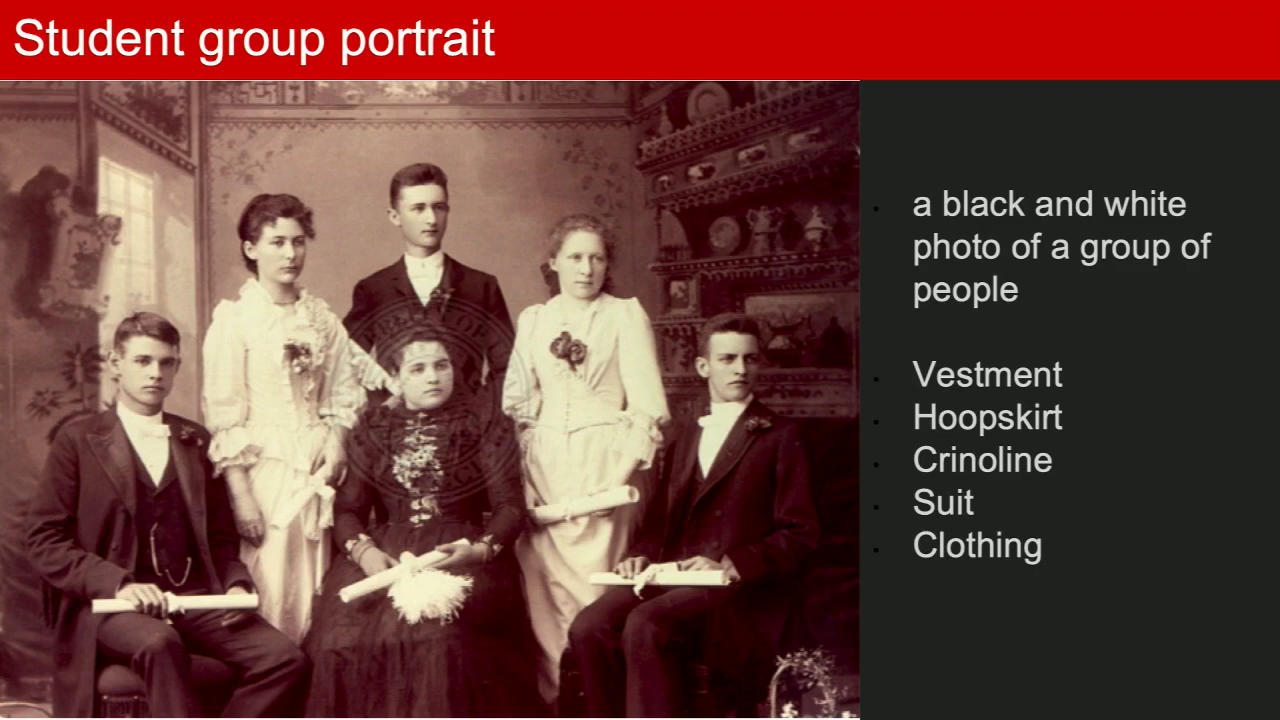 Student group portrait
a black and white
photo of a group of
people
Vestment
Hoopskirt
Crinoline
Suit
Clothing